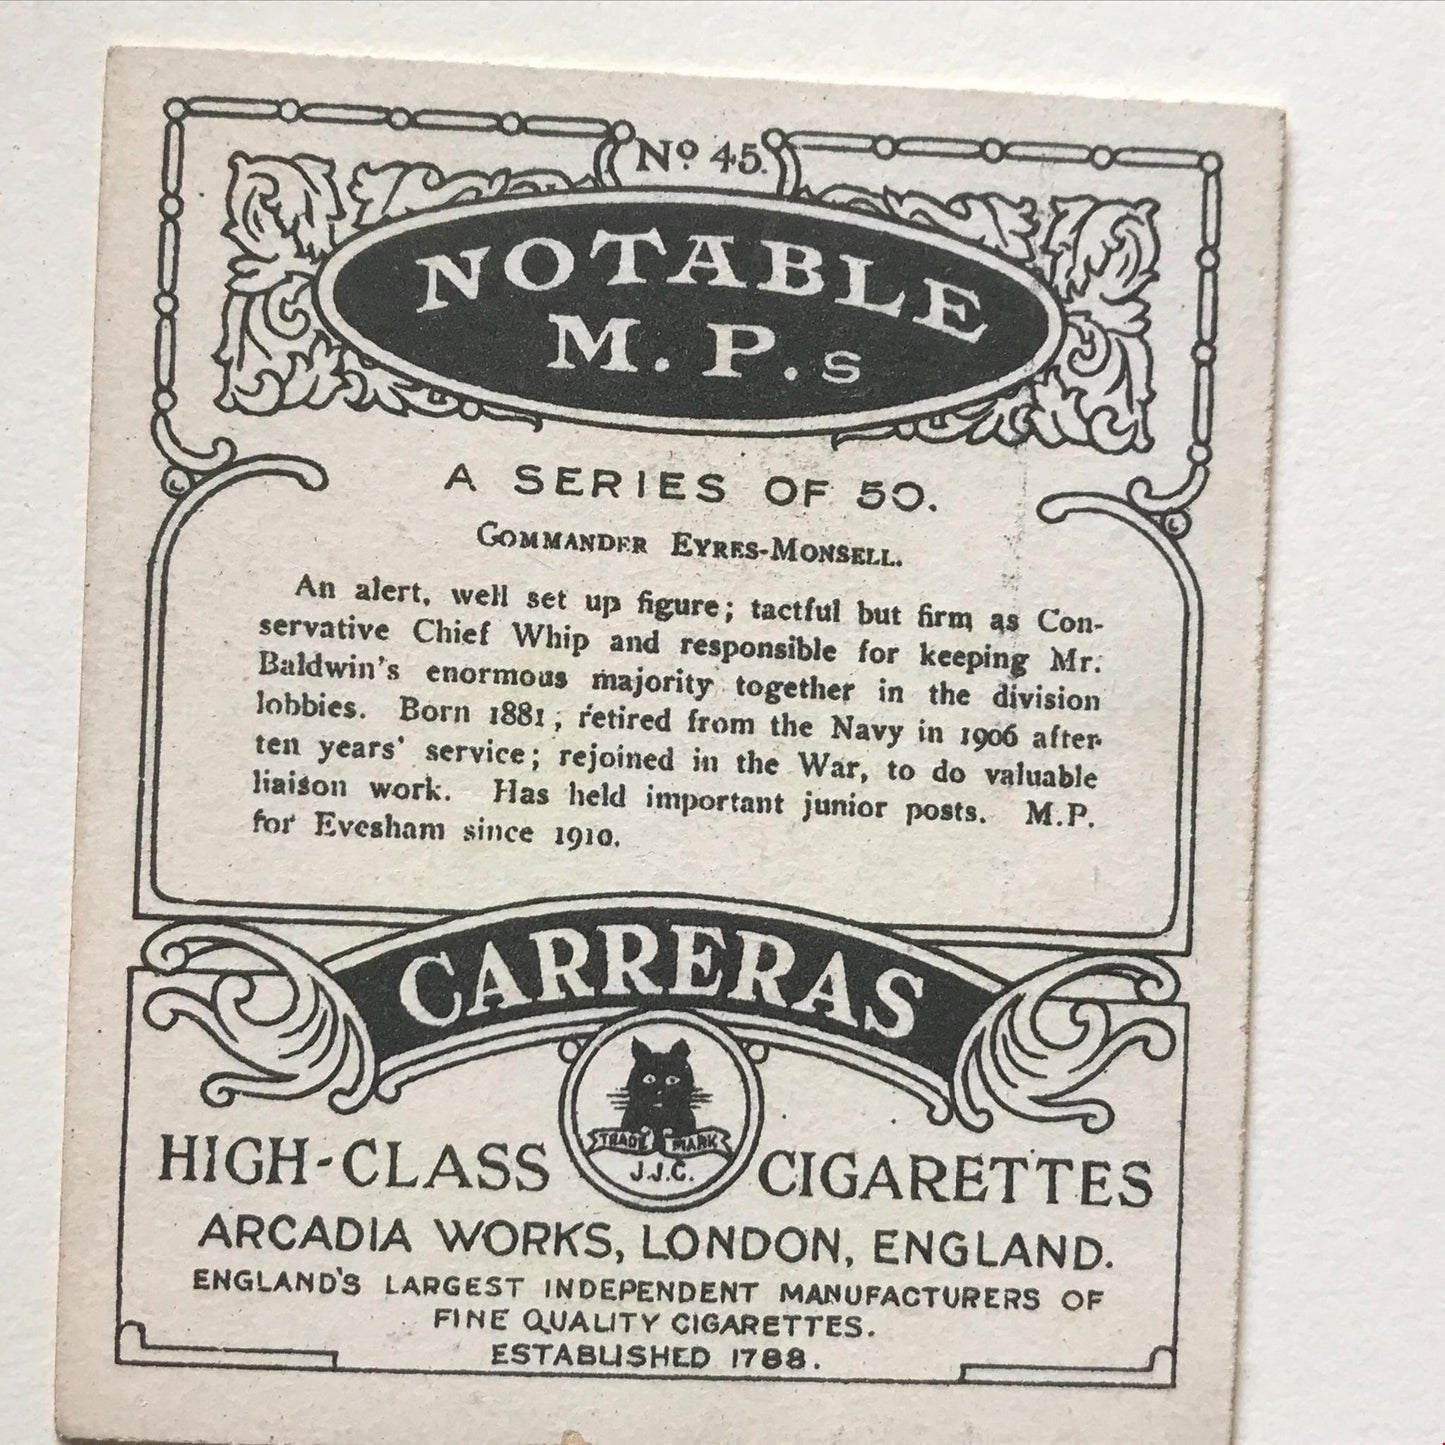 No 45.
NOTABLE
M.P.s
A SERIES OF 50.
COMMANDER EYRES-MONSELL.
An alert, well set up figure; tactful but firm as Con-
servative Chief Whip and responsible for keeping Mr.
Baldwin's enormous majority together in the division
lobbies. Born 1881; retired from the Navy in 1906 after
ten years' service; rejoined in the War, to do valuable
liaison work. Has held important junior posts. M.P.
for Evesham since 1910.
CARRERAS
TRADE MARK
J.J.C.
HIGH-CLASS CIGARETTES
ARCADIA WORKS, LONDON, ENGLAND.
ENGLAND'S LARGEST INDEPENDENT MANUFACTURERS OF
FINE QUALITY CIGARETTES.
ESTABLISHED 1788.